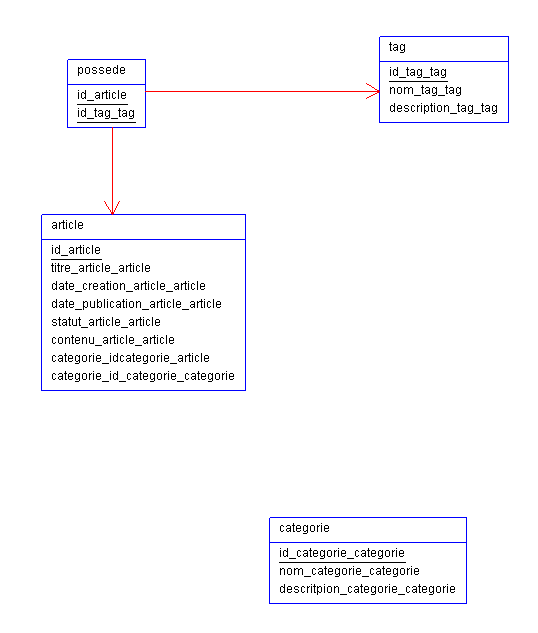 possede
id_article
id_tag_tag
tag
id_tag_tag
nom_tag_tag
description_tag_tag
article
id_article
titre_article_article
date_creation_article_article
date_publication_article_article
statut_article_article
contenu_article_article
categorie_idcategorie_article
categorie_id_categorie_categorie
categorie
id_categorie_categorie
nom_categorie_categorie
descritpion_categorie_categorie